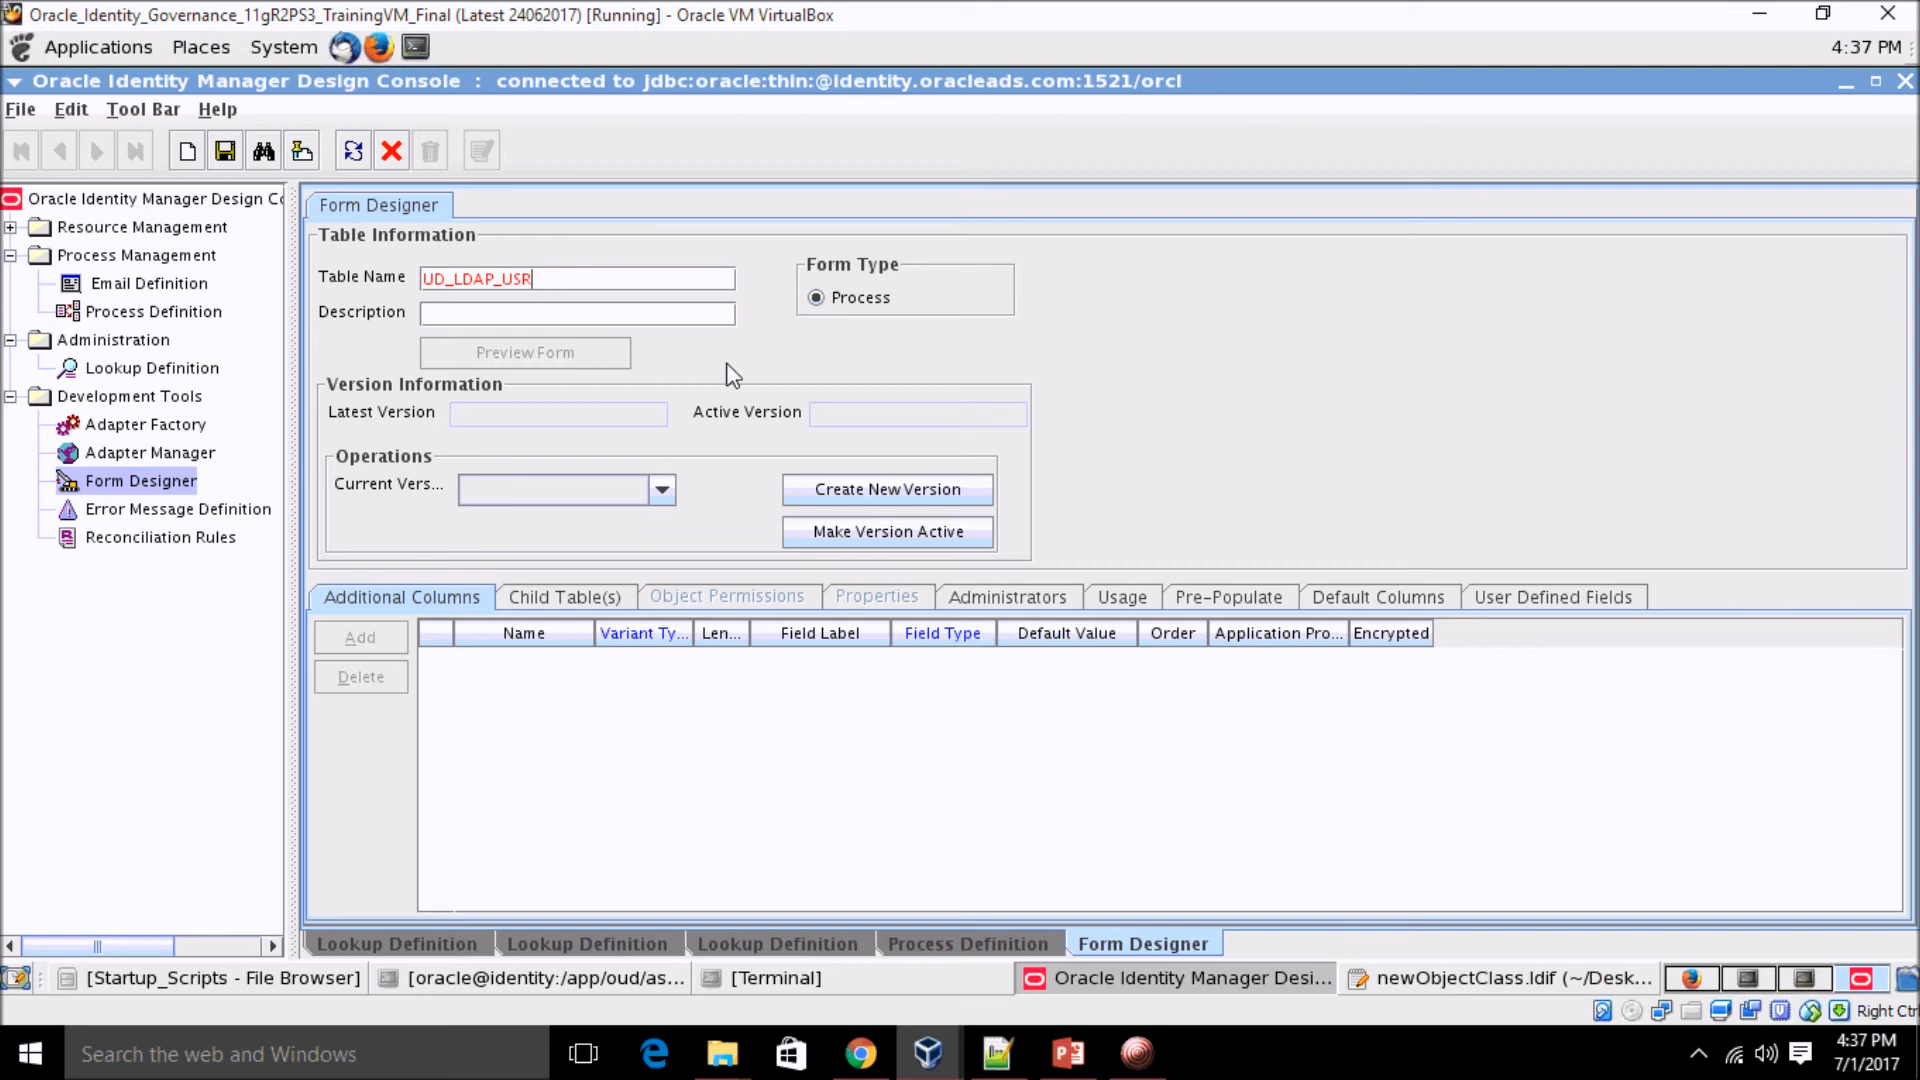 Oracle_Identity_Governance_11gR2PS3_TrainingVM_Final (Latest 24062017) [Running] - Oracle VM VirtualBox
Applications Places System 4:37 PM
Oracle Identity Manager Design Console : connected to jdbc:oracle:thin:@identity.oracleads.com:1521/orcl
File Edit Tool Bar Help
Oracle Identity Manager Design Co
Resource Management
Process Management
Email Definition
Process Definition
Administration
Lookup Definition
Development Tools
Adapter Factory
Adapter Manager
Form Designer
Error Message Definition
Reconciliation Rules
Form Designer
Table Information
Table Name UD_LDAP_USR
Description
Form Type
Process
Preview Form
Version Information
Latest Version Active Version
Operations
Current Vers... Create New Version
Make Version Active
Additional Columns Child Table(s) Object Permissions Properties Administrators Usage Pre-Populate Default Columns User Defined Fields
Add
Delete
Name Variant Ty... Len... Field Label Field Type Default Value Order Application Pro... Encrypted
Lookup Definition Lookup Definition Lookup Definition Process Definition Form Designer
[Startup_Scripts - File Browser] [oracle@identity:/app/oud/as... [Terminal] Oracle Identity Manager Desi... newObjectClass.ldif (~/Desk...
Right Ctrl
Search the web and Windows
4:37 PM
7/1/2017